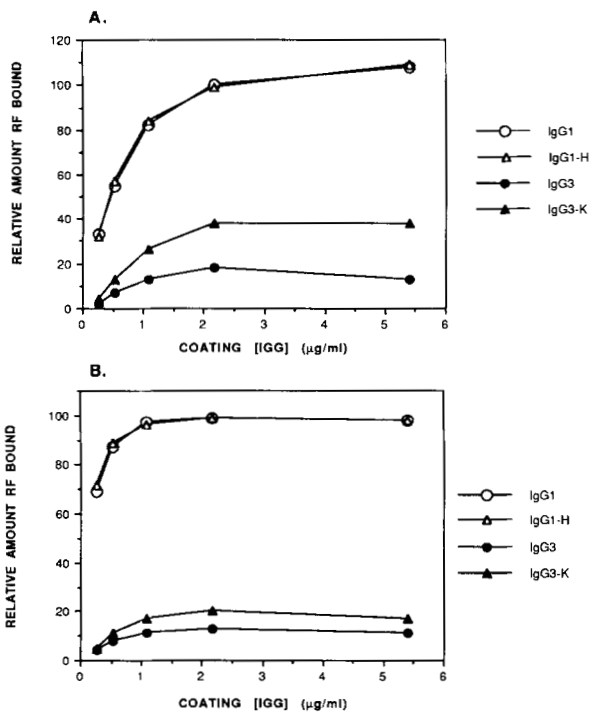 A.
RELATIVE AMOUNT RF BOUND
120
100
80
60
40
20
0
0 1 2 3 4 5 6
COATING [IGG] (µg/ml)
IgG1
IgG1-H
IgG3
IgG3-K
B.
RELATIVE AMOUNT RF BOUND
100
80
60
40
20
0
0 1 2 3 4 5 6
COATING [IGG] (µg/ml)
IgG1
IgG1-H
IgG3
IgG3-K